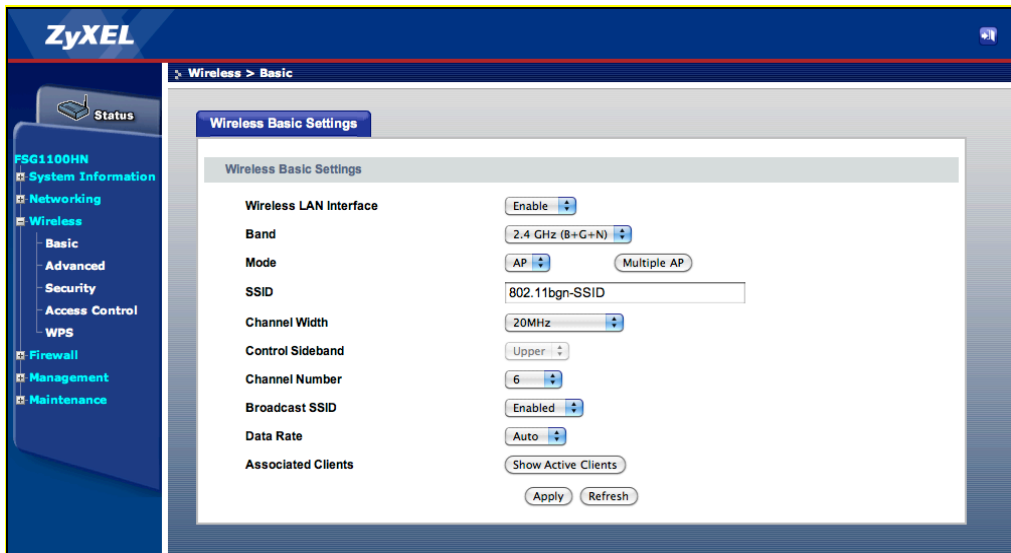 ZyXEL
Wireless > Basic
Status
FSG1100HN
System Information
Networking
Wireless
Basic
Advanced
Security
Access Control
WPS
Firewall
Management
Maintenance
Wireless Basic Settings
Wireless Basic Settings
Wireless LAN Interface Enable
Band 2.4 GHz (B+G+N)
Mode AP Multiple AP
SSID 802.11bgn-SSID
Channel Width 20MHz
Control Sideband Upper
Channel Number 6
Broadcast SSID Enabled
Data Rate Auto
Associated Clients Show Active Clients
Apply Refresh